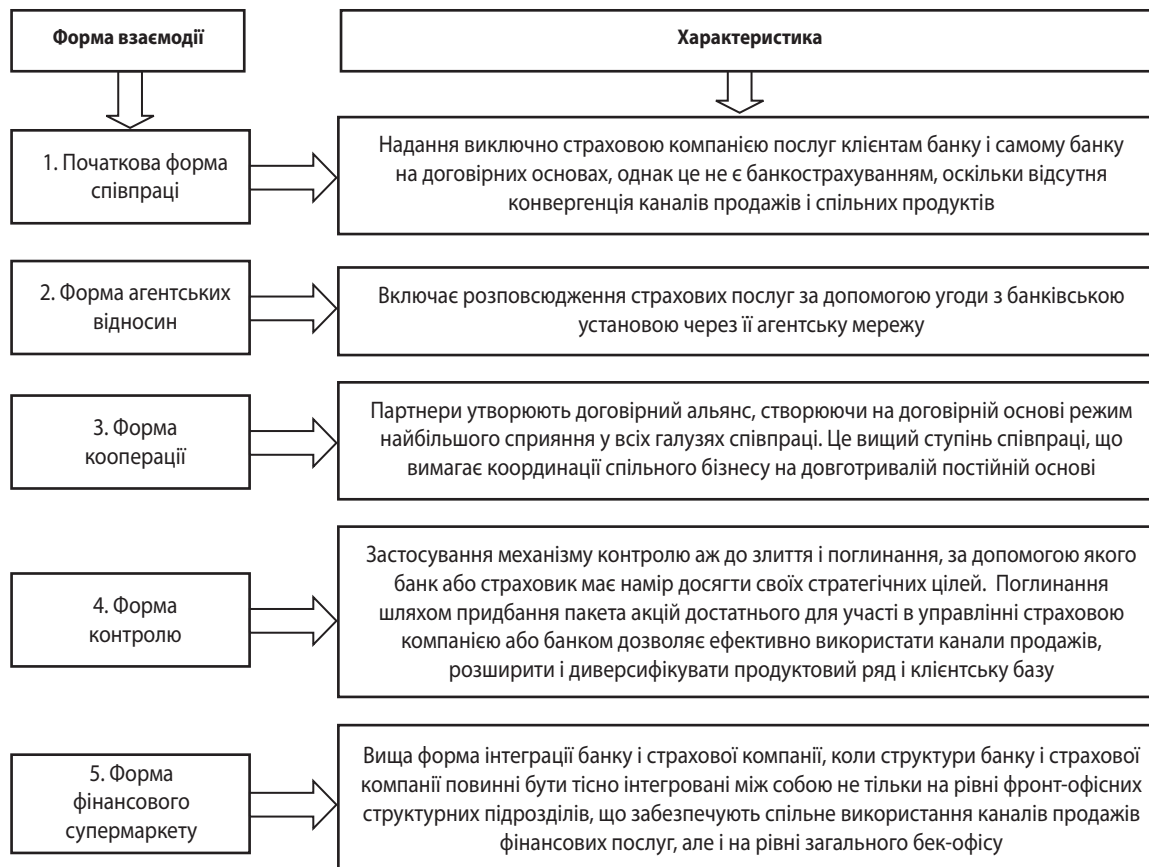 Форма взаємодії
Характеристика
1. Початкова форма
співпраці
Надання виключно страховою компанією послуг клієнтам банку і самому банку
на договірних основах, однак це не є банкострахуванням, оскільки відсутня
конвергенція каналів продажів і спільних продуктів
2. Форма агентських
відносин
Включає розповсюдження страхових послуг за допомогою угоди з банківською
установою через її агентську мережу
3. Форма
кооперації
Партнери утворюють договірний альянс, створюючи на договірній основі режим
найбільшого сприяння у всіх галузях співпраці. Це вищий ступінь співпраці, що
вимагає координації спільного бізнесу на довготривалій постійній основі
4. Форма
контролю
Застосування механізму контролю аж до злиття і поглинання, за допомогою якого
банк або страховик має намір досягти своїх стратегічних цілей. Поглинання
шляхом придбання пакета акцій достатнього для участі в управлінні страховою
компанією або банком дозволяє ефективно використати канали продажів,
розширити і диверсифікувати продуктовий ряд і клієнтську базу
5. Форма
фінансового
супермаркету
Вища форма інтеграції банку і страхової компанії, коли структури банку і страхової
компанії повинні бути тісно інтегровані між собою не тільки на рівні фронт-офісних
структурних підрозділів, що забезпечують спільне використання каналів продажів
фінансових послуг, але і на рівні загального бек-офісу